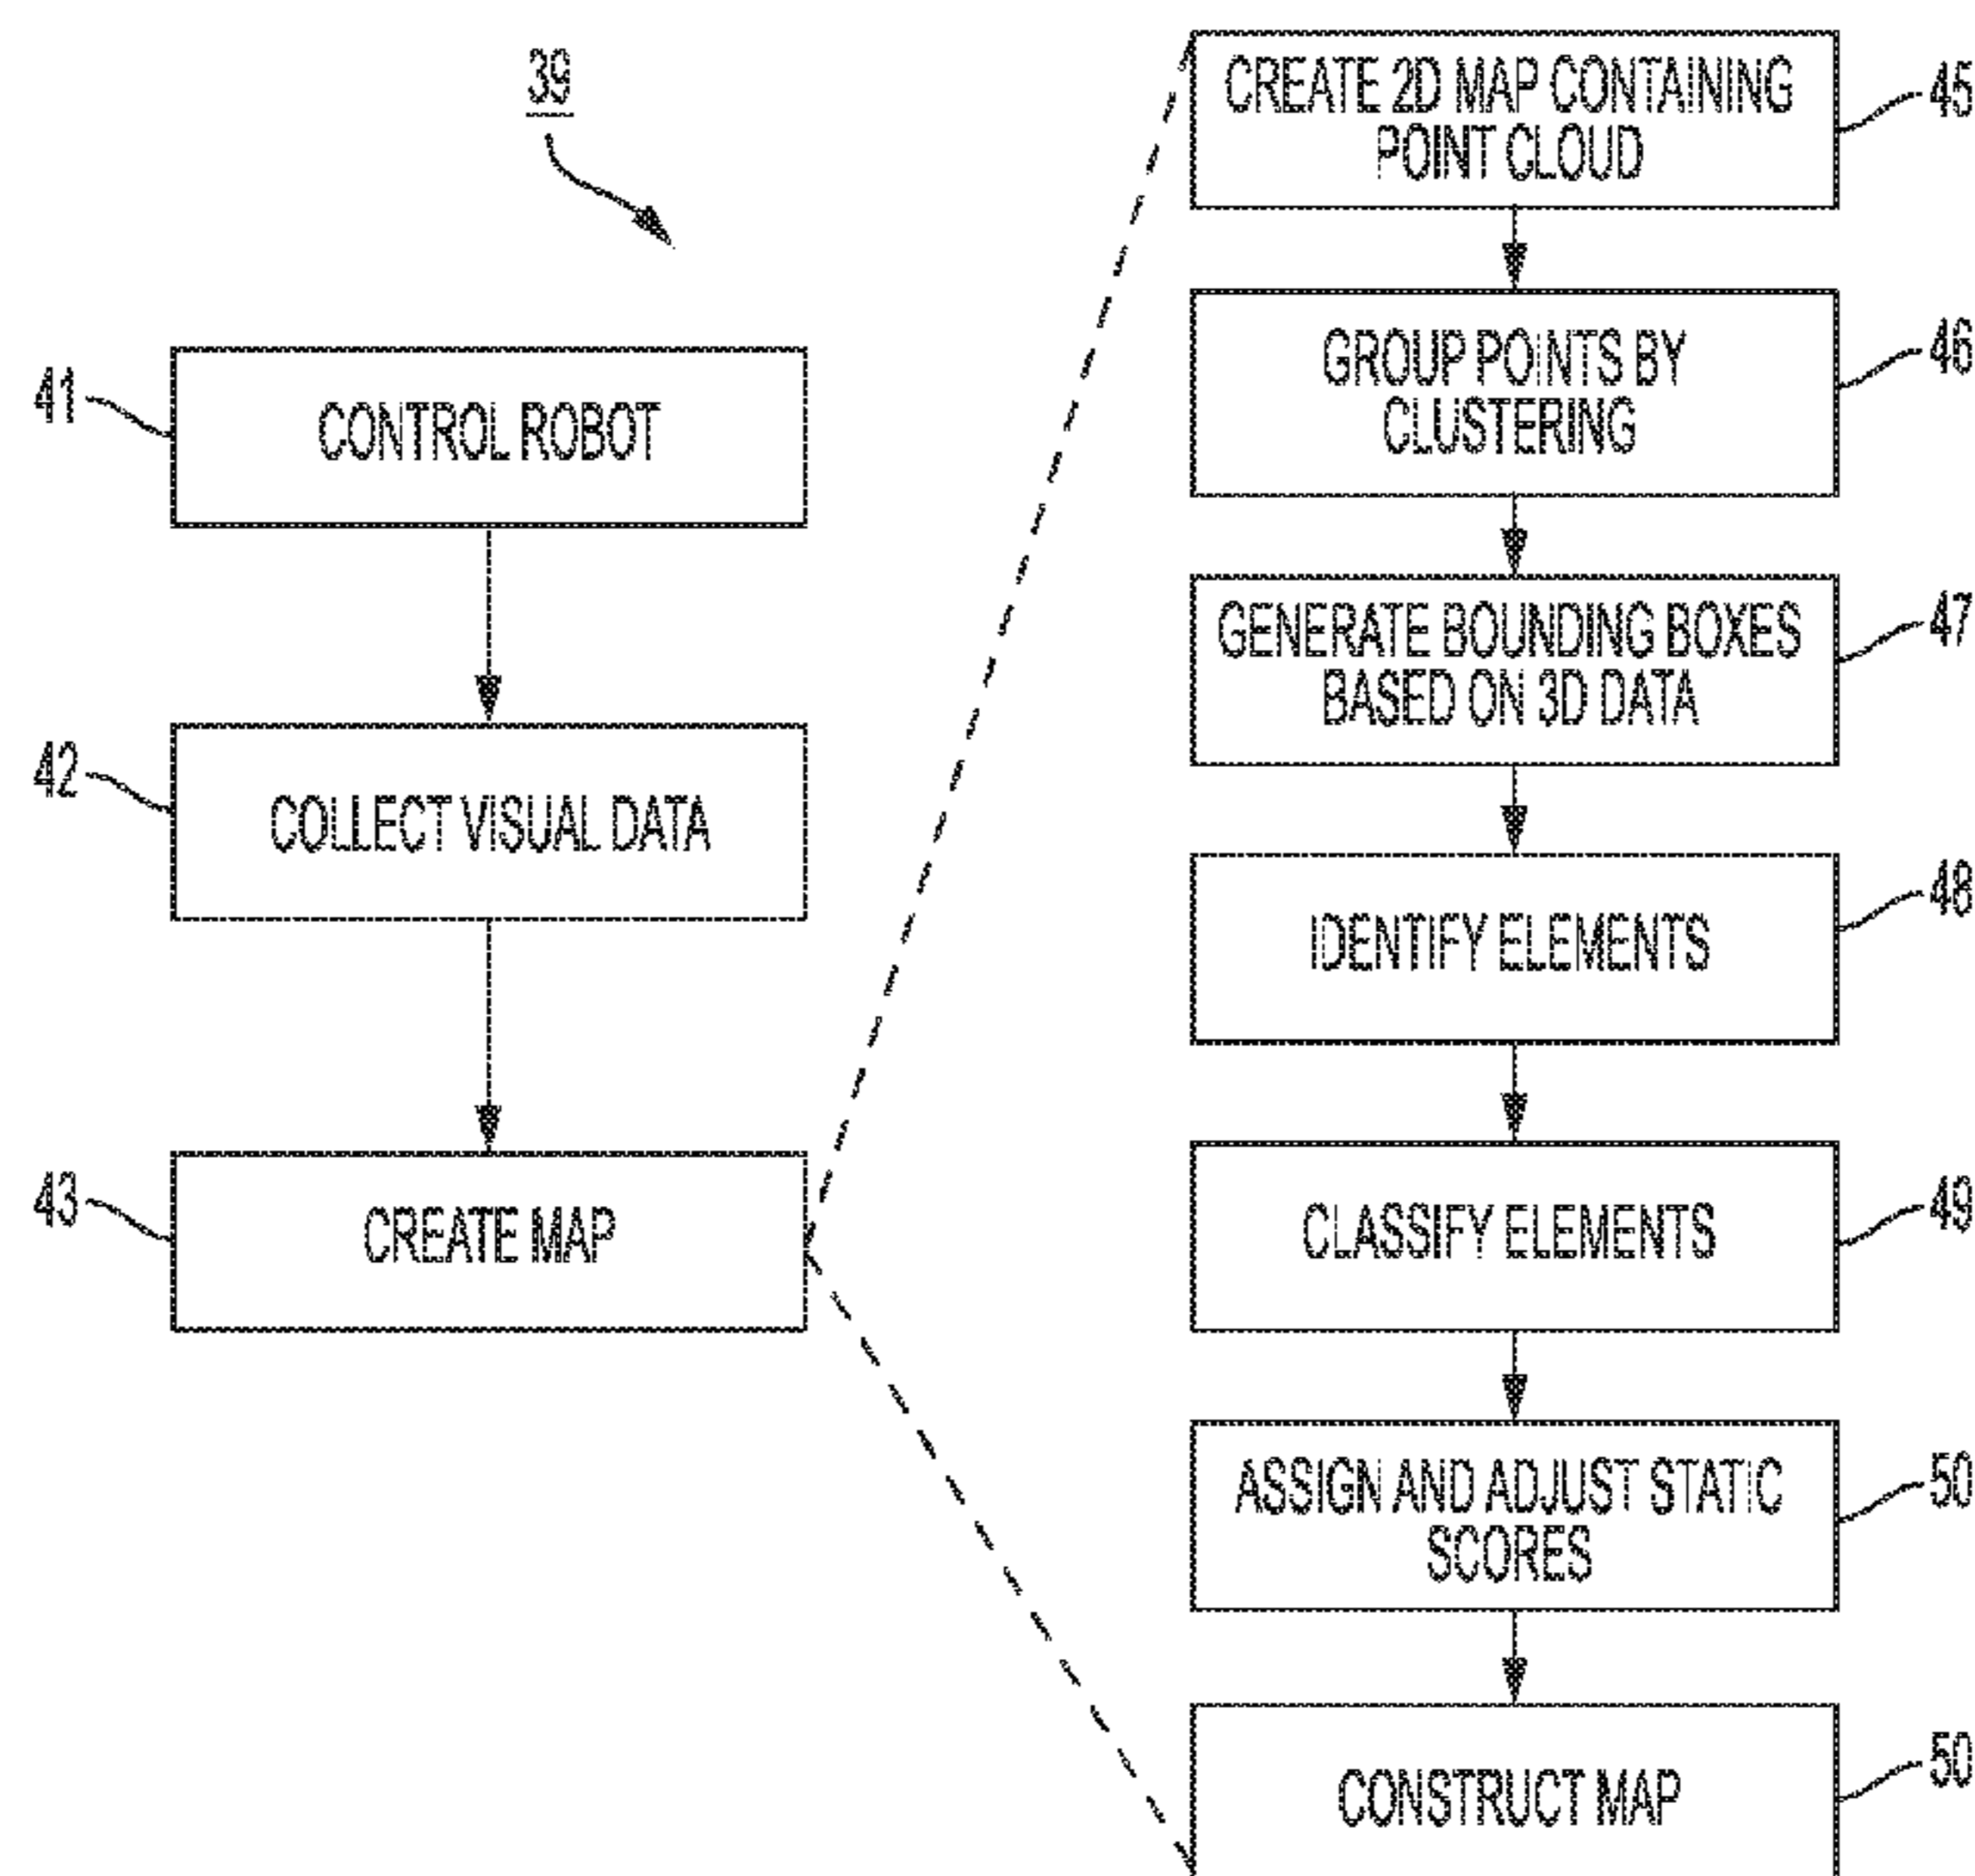 39
41
CONTROL ROBOT
42
COLLECT VISUAL DATA
43
CREATE MAP
CREATE 2D MAP CONTAINING
POINT CLOUD
45
GROUP POINTS BY
CLUSTERING
46
GENERATE BOUNDING BOXES
BASED ON 3D DATA
47
IDENTIFY ELEMENTS
48
CLASSIFY ELEMENTS
49
ASSIGN AND ADJUST STATIC
SCORES
50
CONSTRUCT MAP
50